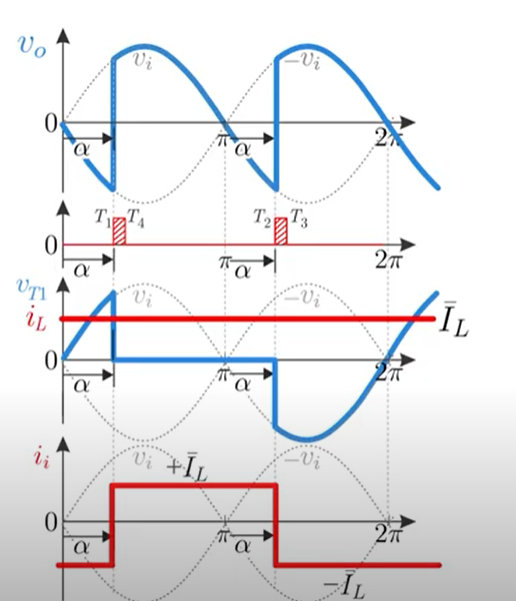 v_o
v_i
−v_i
0
α
π
α
2π
T_1
T_4
T_2
T_3
0
α
π
α
2π
v_T1
v_i
−v_i
i_L
Ī_L
0
α
π
α
2π
i_i
v_i
+Ī_L
−v_i
0
α
π
α
2π
−Ī_L